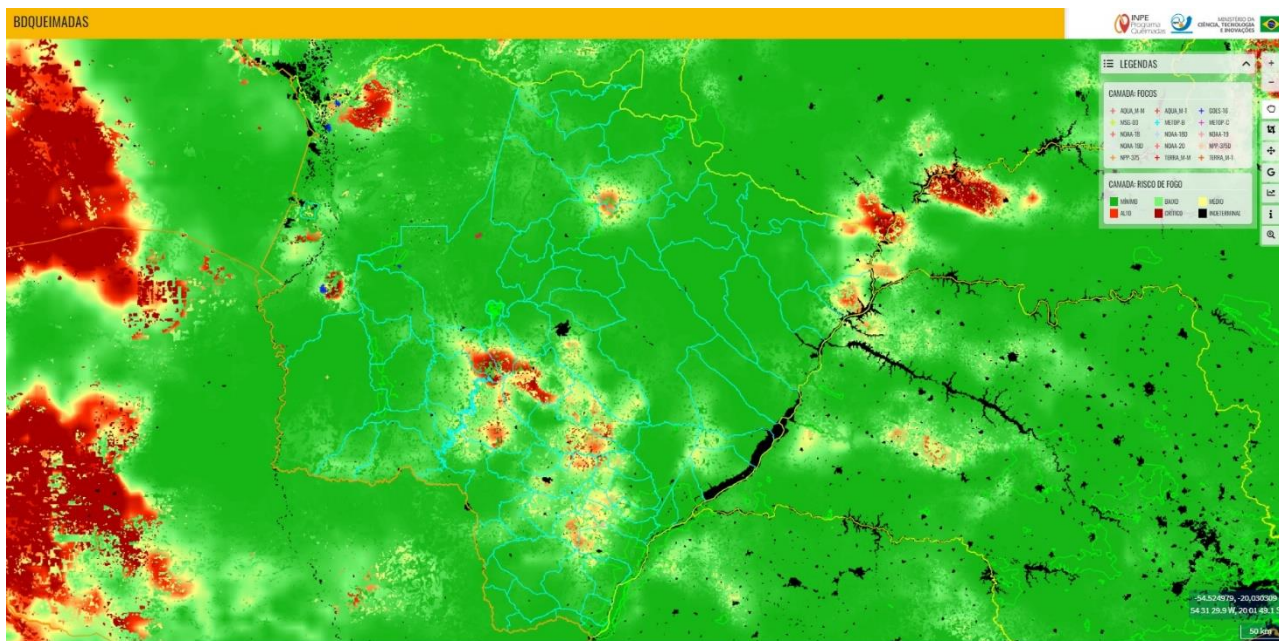 BDQUEIMADAS
INPE
Programa
Queimadas
MINISTÉRIO DA
CIÊNCIA, TECNOLOGIA
E INOVAÇÕES
LEGENDAS
CAMADA: FOCOS
AQUA_M-M AQUA_M-T GOES-16
MSG-03 METOP-B METOP-C
NOAA-18 NOAA-18D NOAA-19
NOAA-19D NOAA-20 NPP-375D
NPP-375 TERRA_M-M TERRA_M-T
CAMADA: RISCO DE FOGO
MÍNIMO BAIXO MÉDIO
ALTO CRÍTICO INDETERMINAD
-54.524979, -20.030309
54 31 29.9 W, 20 01 49.1 S
50 km